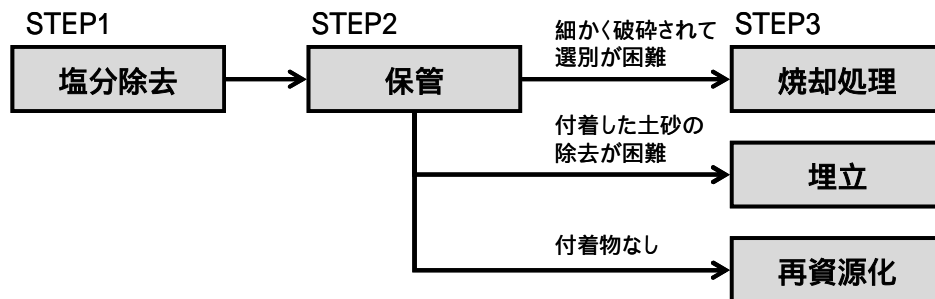 STEP1
STEP2
STEP3
塩分除去
保管
細かく破砕されて
選別が困難
焼却処理
付着した土砂の
除去が困難
埋立
付着物なし
再資源化